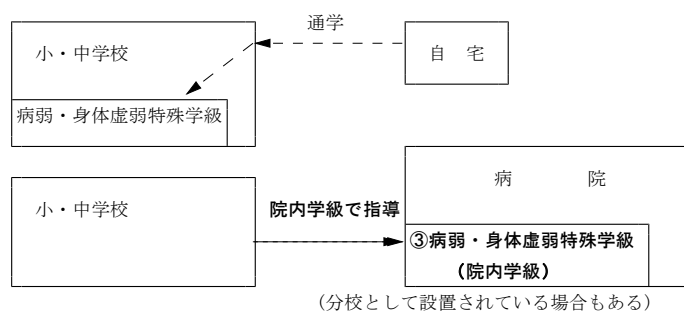 通学
小・中学校
自　宅
病弱・身体虚弱特殊学級
病　　院
小・中学校
院内学級で指導
③病弱・身体虚弱特殊学級
（院内学級）
（分校として設置されている場合もある）